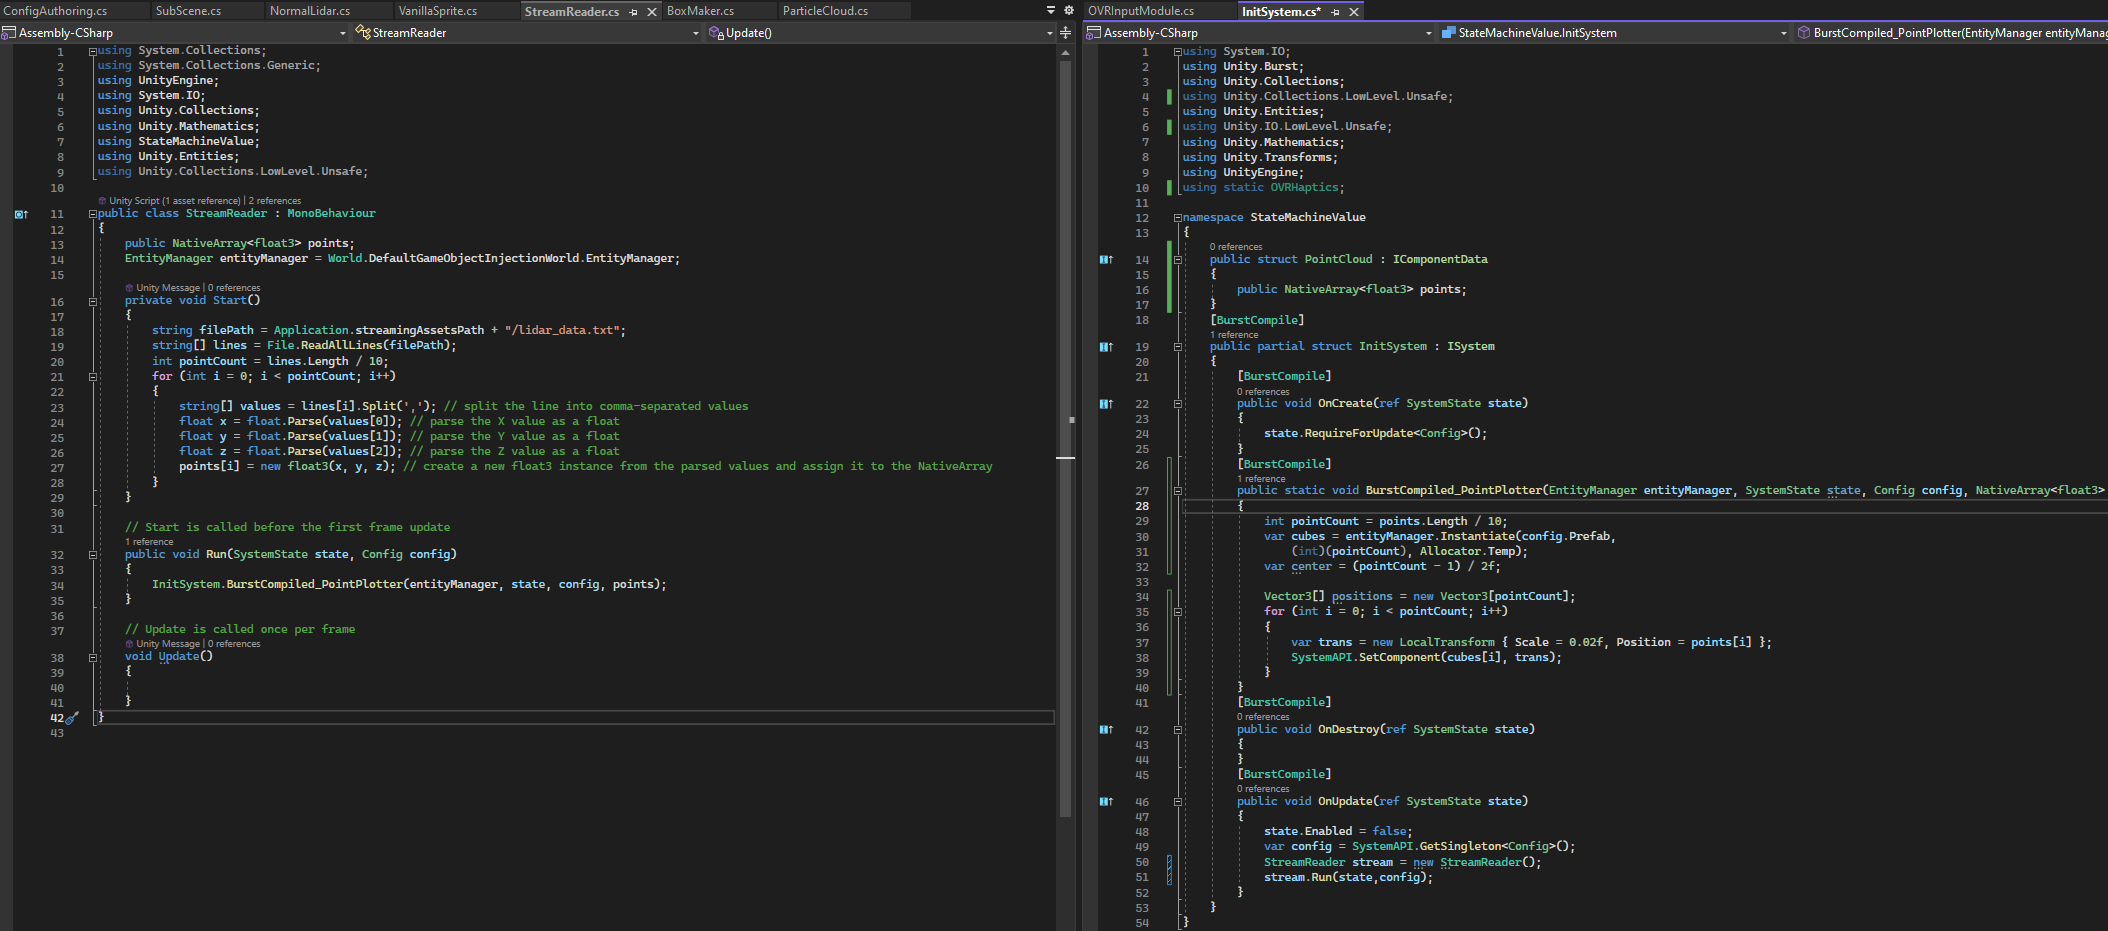 ConfigAuthoring.cs SubScene.cs NormalLidar.cs VanillaSprite.cs StreamReader.cs BoxMaker.cs ParticleCloud.cs
Assembly-CSharp StreamReader Update()
1 using System.Collections;
2 using System.Collections.Generic;
3 using UnityEngine;
4 using System.IO;
5 using Unity.Collections;
6 using Unity.Mathematics;
7 using StateMachineValue;
8 using Unity.Entities;
9 using Unity.Collections.LowLevel.Unsafe;
10
Unity Script (1 asset reference) | 2 references
11 public class StreamReader : MonoBehaviour
12 {
13 public NativeArray<float3> points;
14 EntityManager entityManager = World.DefaultGameObjectInjectionWorld.EntityManager;
15
Unity Message | 0 references
16 private void Start()
17 {
18 string filePath = Application.streamingAssetsPath + "/lidar_data.txt";
19 string[] lines = File.ReadAllLines(filePath);
20 int pointCount = lines.Length / 10;
21 for (int i = 0; i < pointCount; i++)
22 {
23 string[] values = lines[i].Split(','); // split the line into comma-separated values
24 float x = float.Parse(values[0]); // parse the X value as a float
25 float y = float.Parse(values[1]); // parse the Y value as a float
26 float z = float.Parse(values[2]); // parse the Z value as a float
27 points[i] = new float3(x, y, z); // create a new float3 instance from the parsed values and assign it to the NativeArray
28 }
29 }
30
31 // Start is called before the first frame update
1 reference
32 public void Run(SystemState state, Config config)
33 {
34 InitSystem.BurstCompiled_PointPlotter(entityManager, state, config, points);
35 }
36
37 // Update is called once per frame
Unity Message | 0 references
38 void Update()
39 {
40
41 }
42 }
43
OVRInputModule.cs InitSystem.cs*
Assembly-CSharp StateMachineValue.InitSystem BurstCompiled_PointPlotter(EntityManager entityManag
1 using System.IO;
2 using Unity.Burst;
3 using Unity.Collections;
4 using Unity.Collections.LowLevel.Unsafe;
5 using Unity.Entities;
6 using Unity.IO.LowLevel.Unsafe;
7 using Unity.Mathematics;
8 using Unity.Transforms;
9 using UnityEngine;
10 using static OVRHaptics;
11
12 namespace StateMachineValue
13 {
0 references
14 public struct PointCloud : IComponentData
15 {
16 public NativeArray<float3> points;
17 }
18 [BurstCompile]
1 reference
19 public partial struct InitSystem : ISystem
20 {
21 [BurstCompile]
0 references
22 public void OnCreate(ref SystemState state)
23 {
24 state.RequireForUpdate<Config>();
25 }
26 [BurstCompile]
1 reference
27 public static void BurstCompiled_PointPlotter(EntityManager entityManager, SystemState state, Config config, NativeArray<float3>
28 {
29 int pointCount = points.Length / 10;
30 var cubes = entityManager.Instantiate(config.Prefab,
31 (int)(pointCount), Allocator.Temp);
32 var center = (pointCount - 1) / 2f;
33
34 Vector3[] positions = new Vector3[pointCount];
35 for (int i = 0; i < pointCount; i++)
36 {
37 var trans = new LocalTransform { Scale = 0.02f, Position = points[i] };
38 SystemAPI.SetComponent(cubes[i], trans);
39 }
40 }
41 [BurstCompile]
0 references
42 public void OnDestroy(ref SystemState state)
43 {
44 }
45 [BurstCompile]
0 references
46 public void OnUpdate(ref SystemState state)
47 {
48 state.Enabled = false;
49 var config = SystemAPI.GetSingleton<Config>();
50 StreamReader stream = new StreamReader();
51 stream.Run(state,config);
52 }
53 }
54 }